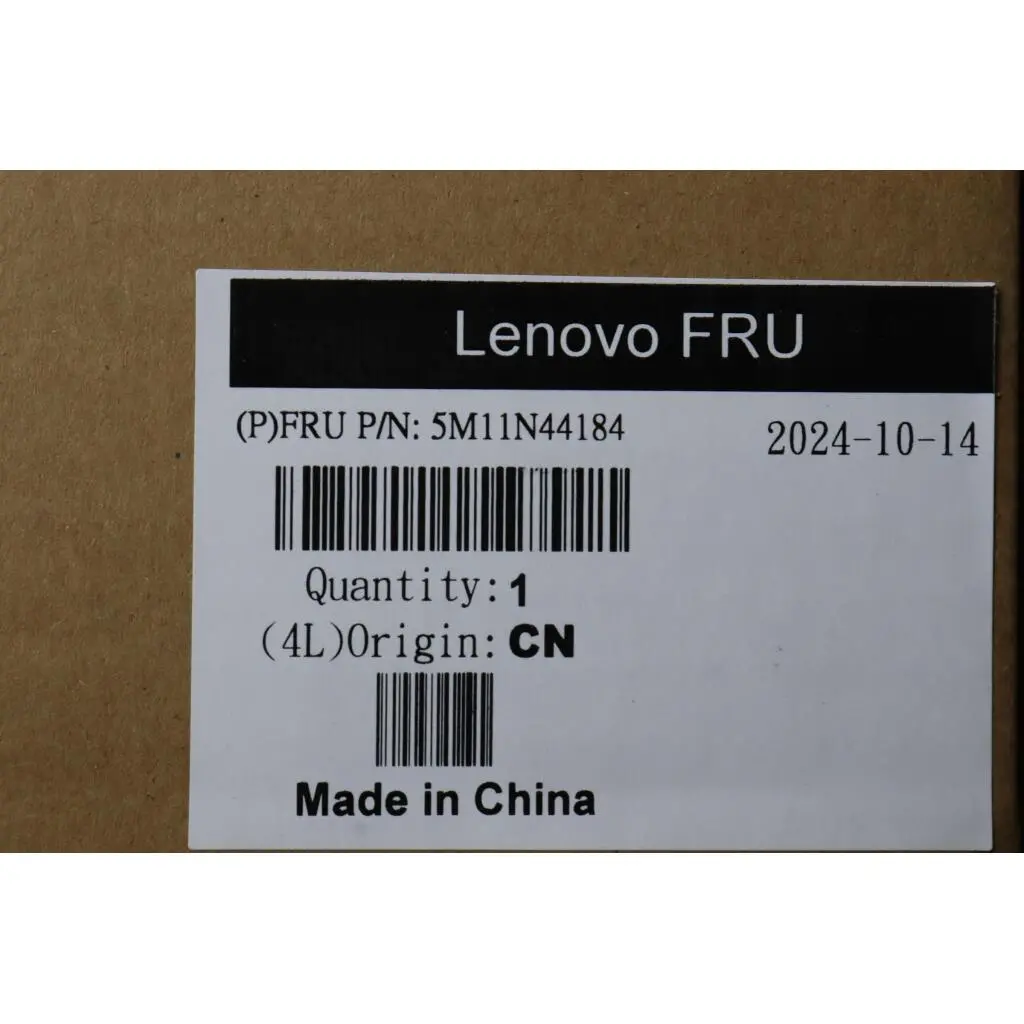 Lenovo FRU
(P)FRU P/N: 5M11N44184
2024-10-14
Quantity: 1
(4L)Origin: CN
Made in China